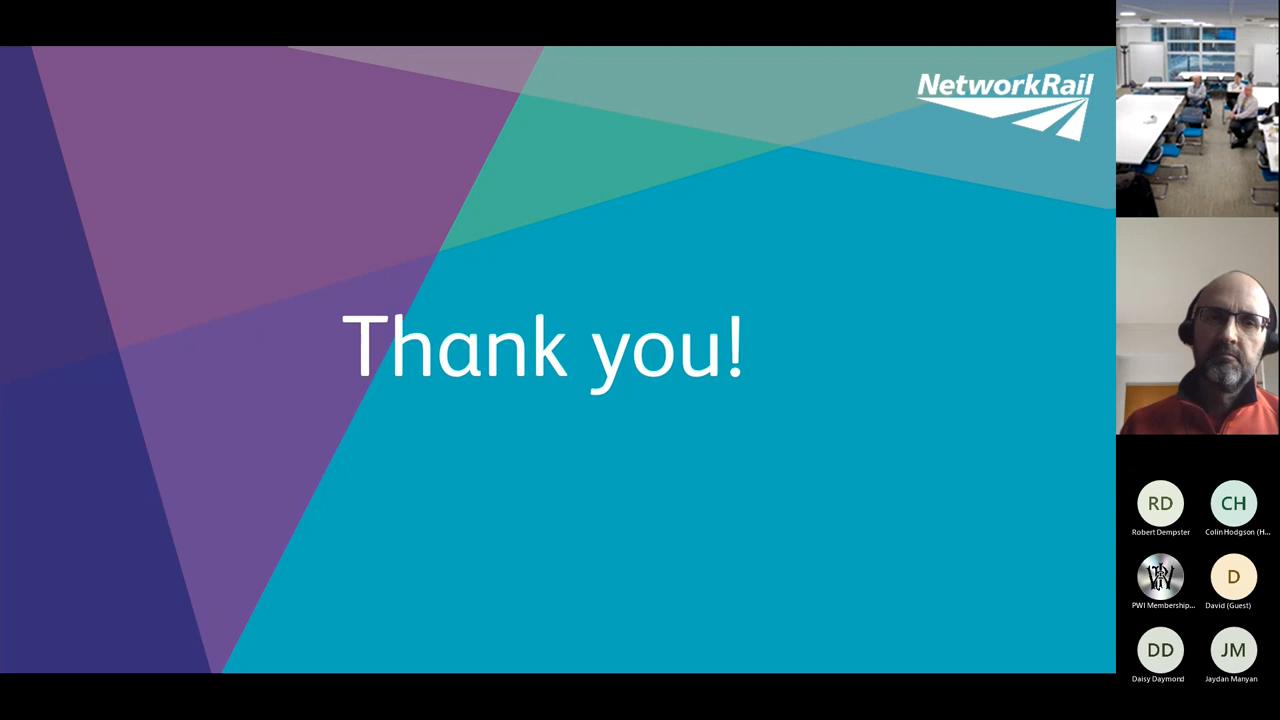 NetworkRail
Thank you!
RD
CH
Robert Dempster
Colin Hodgson (H...
PWI Membership...
D
David (Guest)
DD
JM
Daisy Daymond
Jaydan Manyan